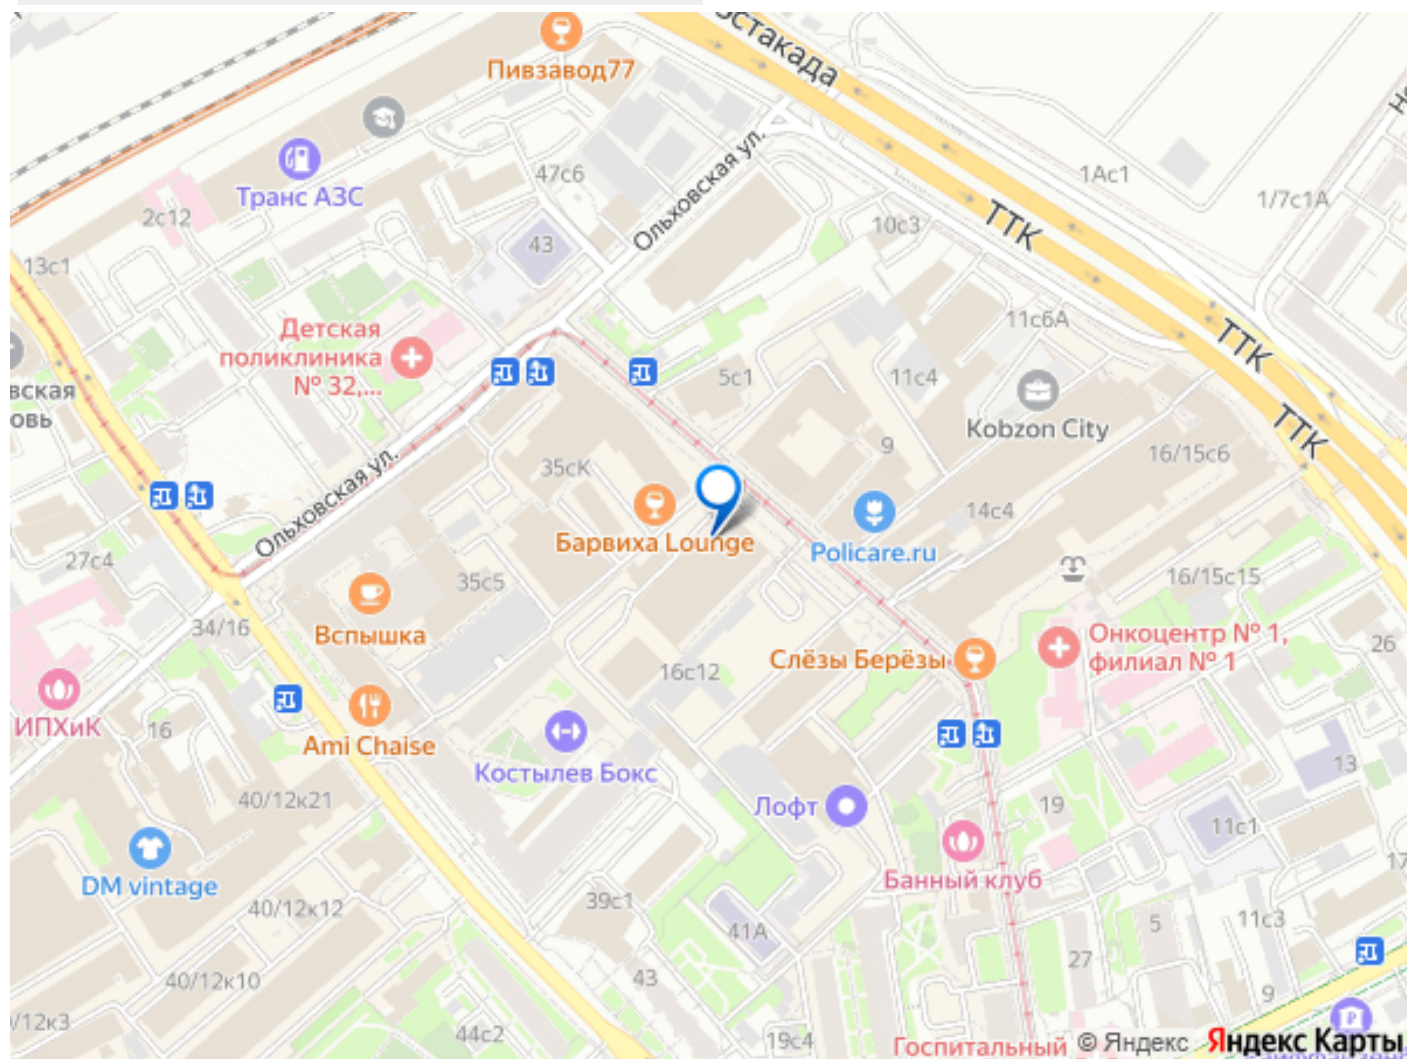 Эстакада
Пивзавод77
Транс АЗС
47с6
Ольховская ул.
1Ас1
1/7с1А
2с12
10с3
ТТК
43
13с1
Детская
поликлиника
№ 32,...
11с6А
ТТК
вская
овь
5с1
11с4
Kobzon City
ТТК
9
16/15с6
35сК
Ольховская ул.
14с4
Барвиха Lounge
Policare.ru
27с4
35с5
16/15с15
Вспышка
34/16
Онкоцентр № 1,
филиал № 1
26
Слёзы Берёзы
16с12
ИПХиК
16
Ami Chaise
Костылев Бокс
13
40/12к21
Лофт
19
11с1
DM vintage
Банный клуб
17
40/12к12
39с1
41А
5
11с3
27
40/12к10
43
9
/12к3
44с2
19с4
Госпитальный
© Яндекс Яндекс Карты